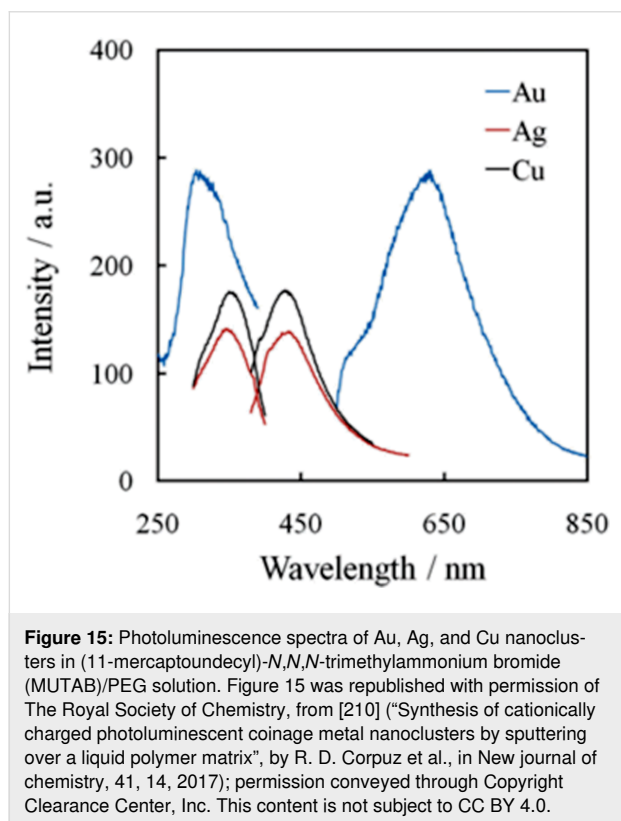 400
300
200
100
0
Intensity / a.u.
Au
Ag
Cu
250 450 650 850
Wavelength / nm
Figure 15: Photoluminescence spectra of Au, Ag, and Cu nanoclus-
ters in (11-mercaptoundecyl)-N,N,N-trimethylammonium bromide
(MUTAB)/PEG solution. Figure 15 was republished with permission of
The Royal Society of Chemistry, from [210] (“Synthesis of cationically
charged photoluminescent coinage metal nanoclusters by sputtering
over a liquid polymer matrix”, by R. D. Corpuz et al., in New journal of
chemistry, 41, 14, 2017); permission conveyed through Copyright
Clearance Center, Inc. This content is not subject to CC BY 4.0.